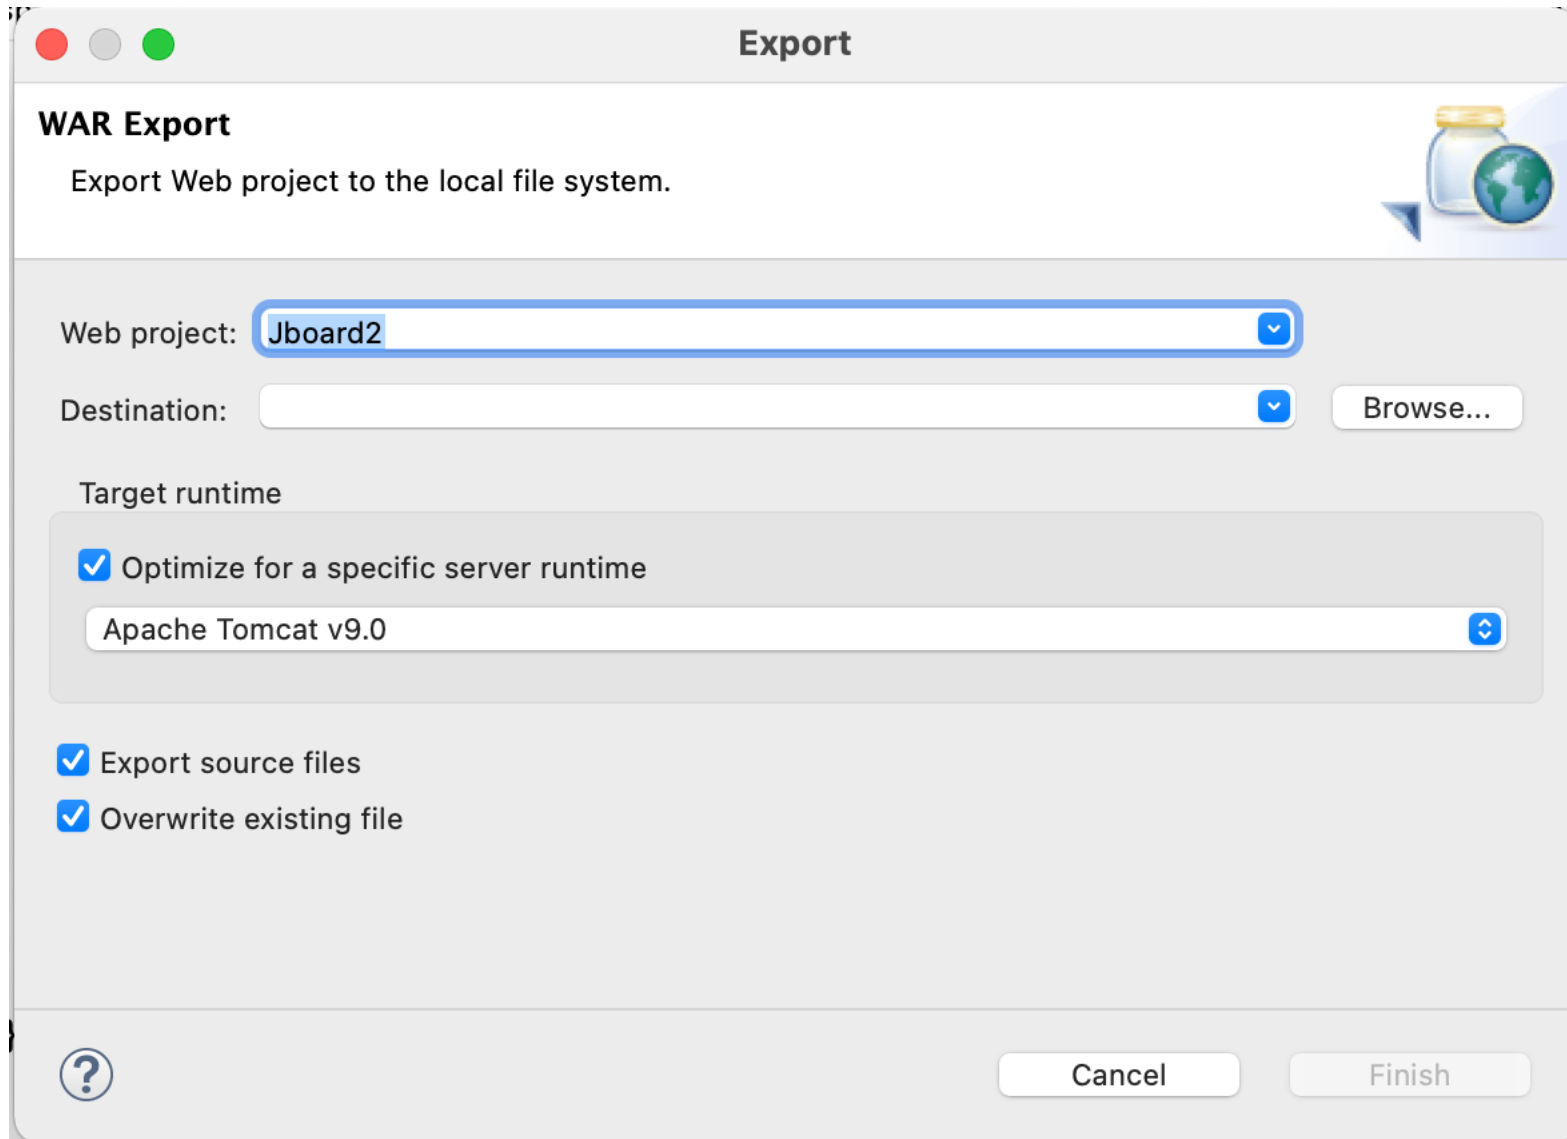 Export
WAR Export
Export Web project to the local file system.
Web project: Jboard2
Destination:
Browse...
Target runtime
Optimize for a specific server runtime
Apache Tomcat v9.0
Export source files
Overwrite existing file
?
Cancel
Finish